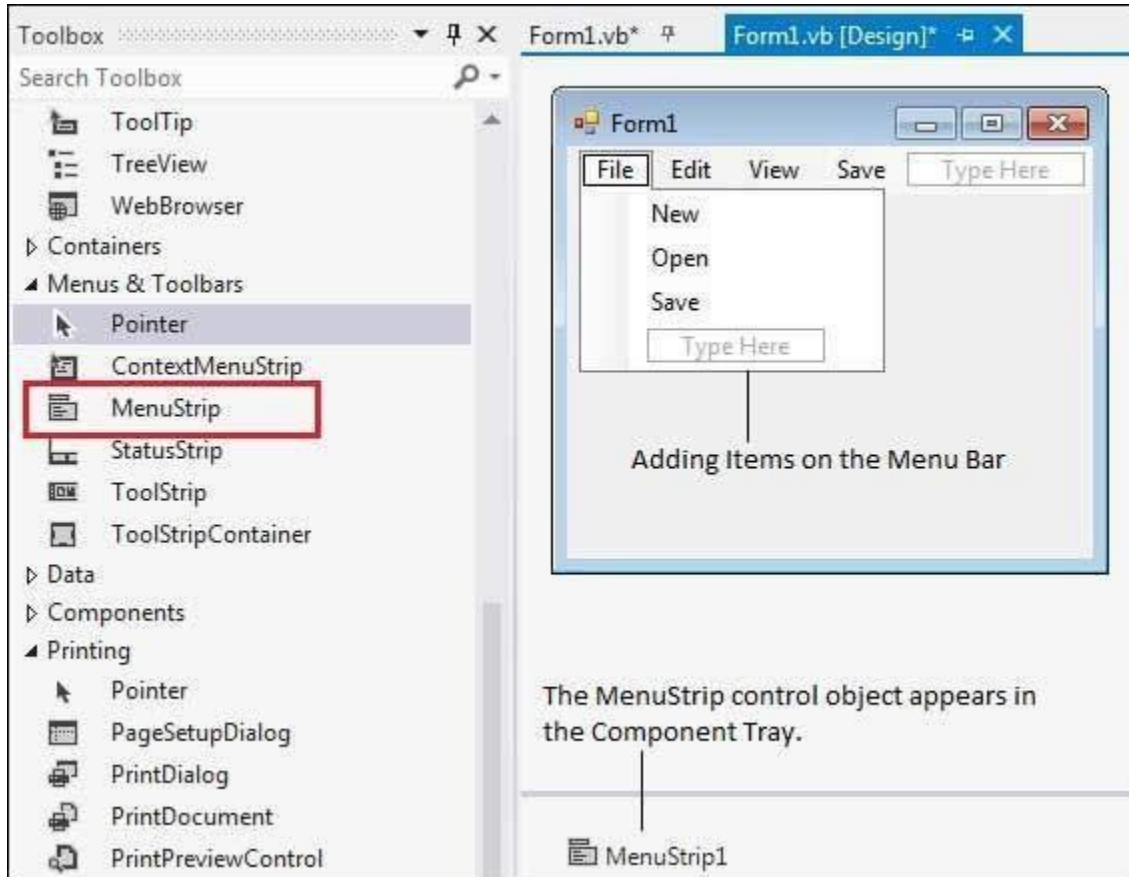 Toolbox
Search Toolbox
ToolTip
TreeView
WebBrowser
Containers
Menus & Toolbars
Pointer
ContextMenuStrip
MenuStrip
StatusStrip
ToolStrip
ToolStripContainer
Data
Components
Printing
Pointer
PageSetupDialog
PrintDialog
PrintDocument
PrintPreviewControl
Form1.vb*
Form1.vb [Design]*
Form1
File Edit View Save Type Here
New
Open
Save
Type Here
Adding Items on the Menu Bar
The MenuStrip control object appears in
the Component Tray.
MenuStrip1